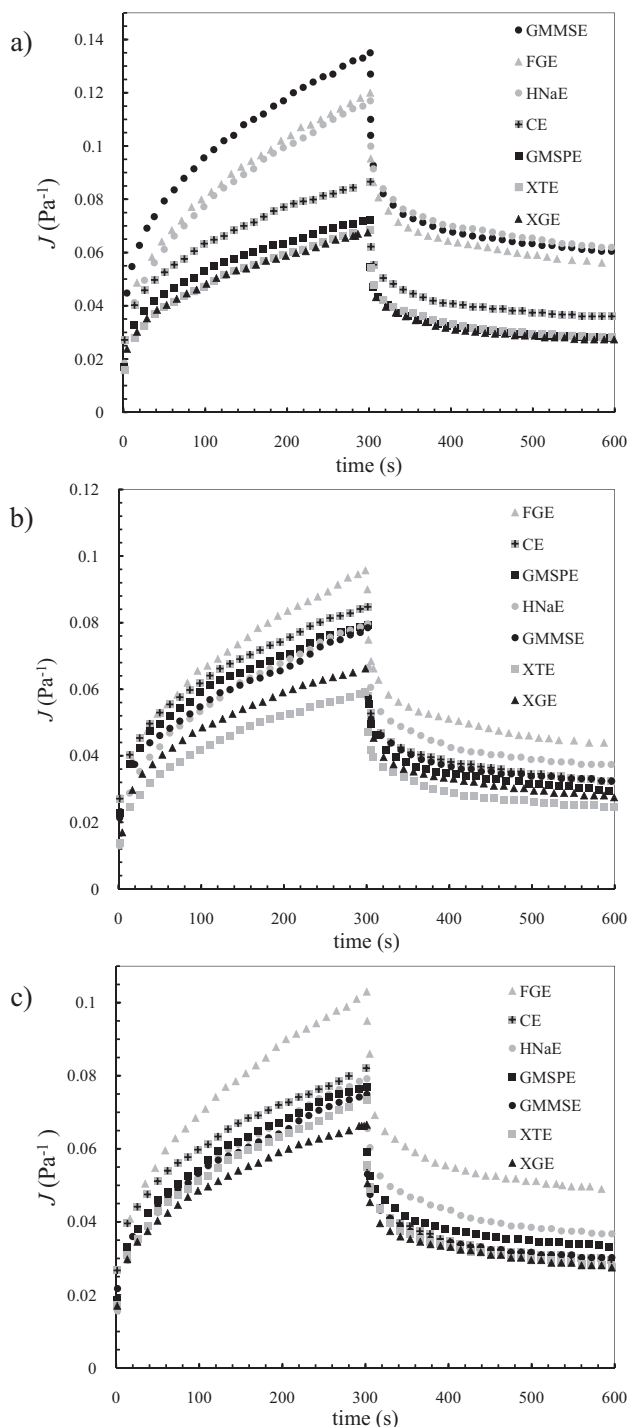 a)
0.14
0.12
0.1
0.08
0.06
0.04
0.02
0
J (Pa-1)
GMMSE
FGE
HNaE
CE
GMSPE
XTE
XGE
0 100 200 300 400 500 600
time (s)
b)
0.12
0.1
0.08
0.06
0.04
0.02
0
J (Pa-1)
FGE
CE
GMSPE
HNaE
GMMSE
XTE
XGE
0 100 200 300 400 500 600
time (s)
c)
0.1
0.08
0.06
0.04
0.02
0
J (Pa-1)
FGE
CE
HNaE
GMSPE
GMMSE
XTE
XGE
0 100 200 300 400 500 600
time (s)